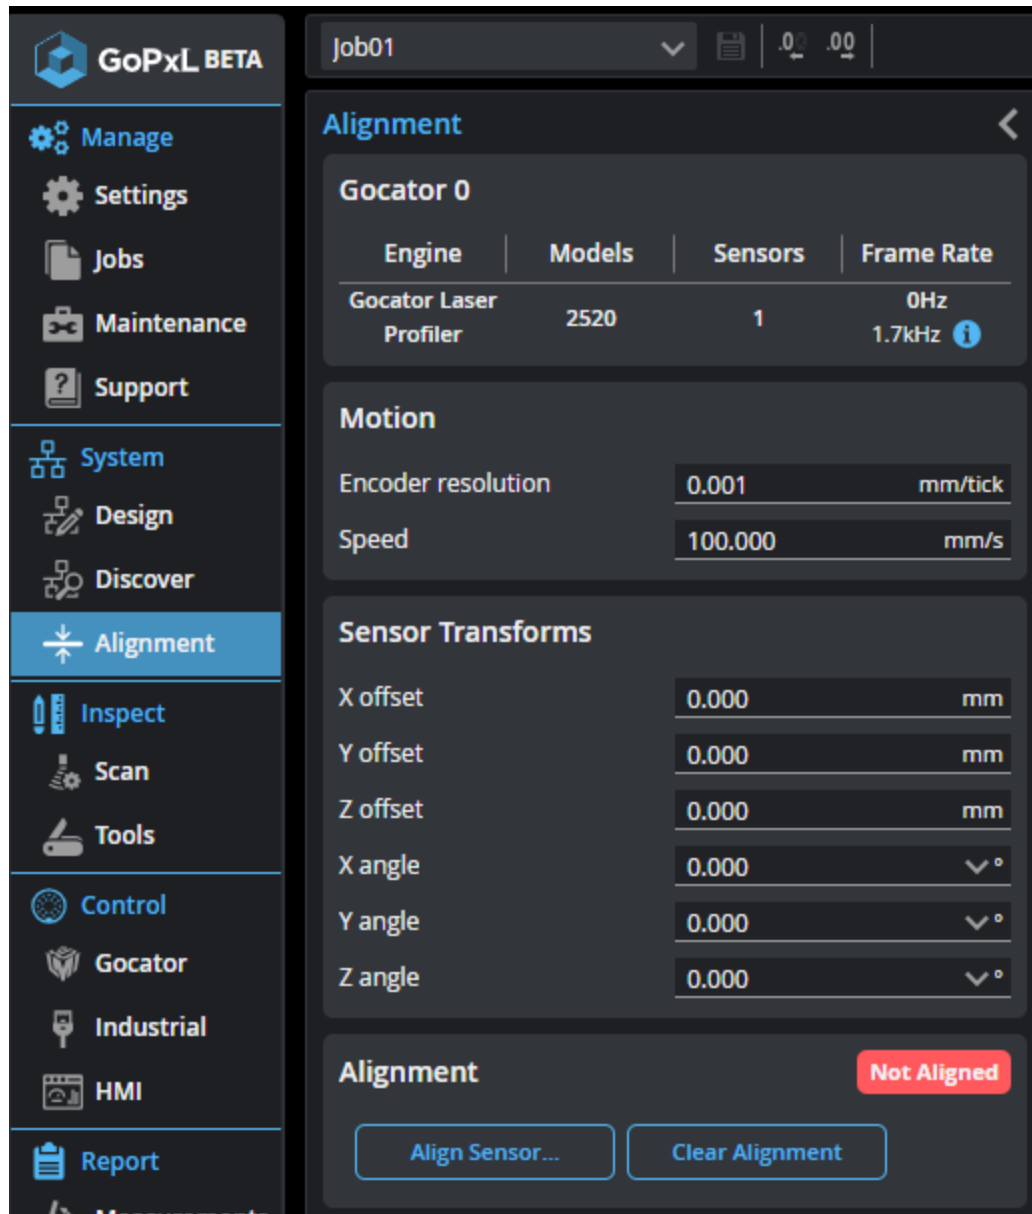 GoPxL BETA
Job01
.00
.00
Manage
Settings
Jobs
Maintenance
Support
System
Design
Discover
Alignment
Inspect
Scan
Tools
Control
Gocator
Industrial
HMI
Report
Measurements
Alignment
Gocator 0
Engine Models Sensors Frame Rate
Gocator Laser Profiler 2520 1 0Hz
1.7kHz
Motion
Encoder resolution 0.001 mm/tick
Speed 100.000 mm/s
Sensor Transforms
X offset 0.000 mm
Y offset 0.000 mm
Z offset 0.000 mm
X angle 0.000 °
Y angle 0.000 °
Z angle 0.000 °
Alignment Not Aligned
Align Sensor... Clear Alignment